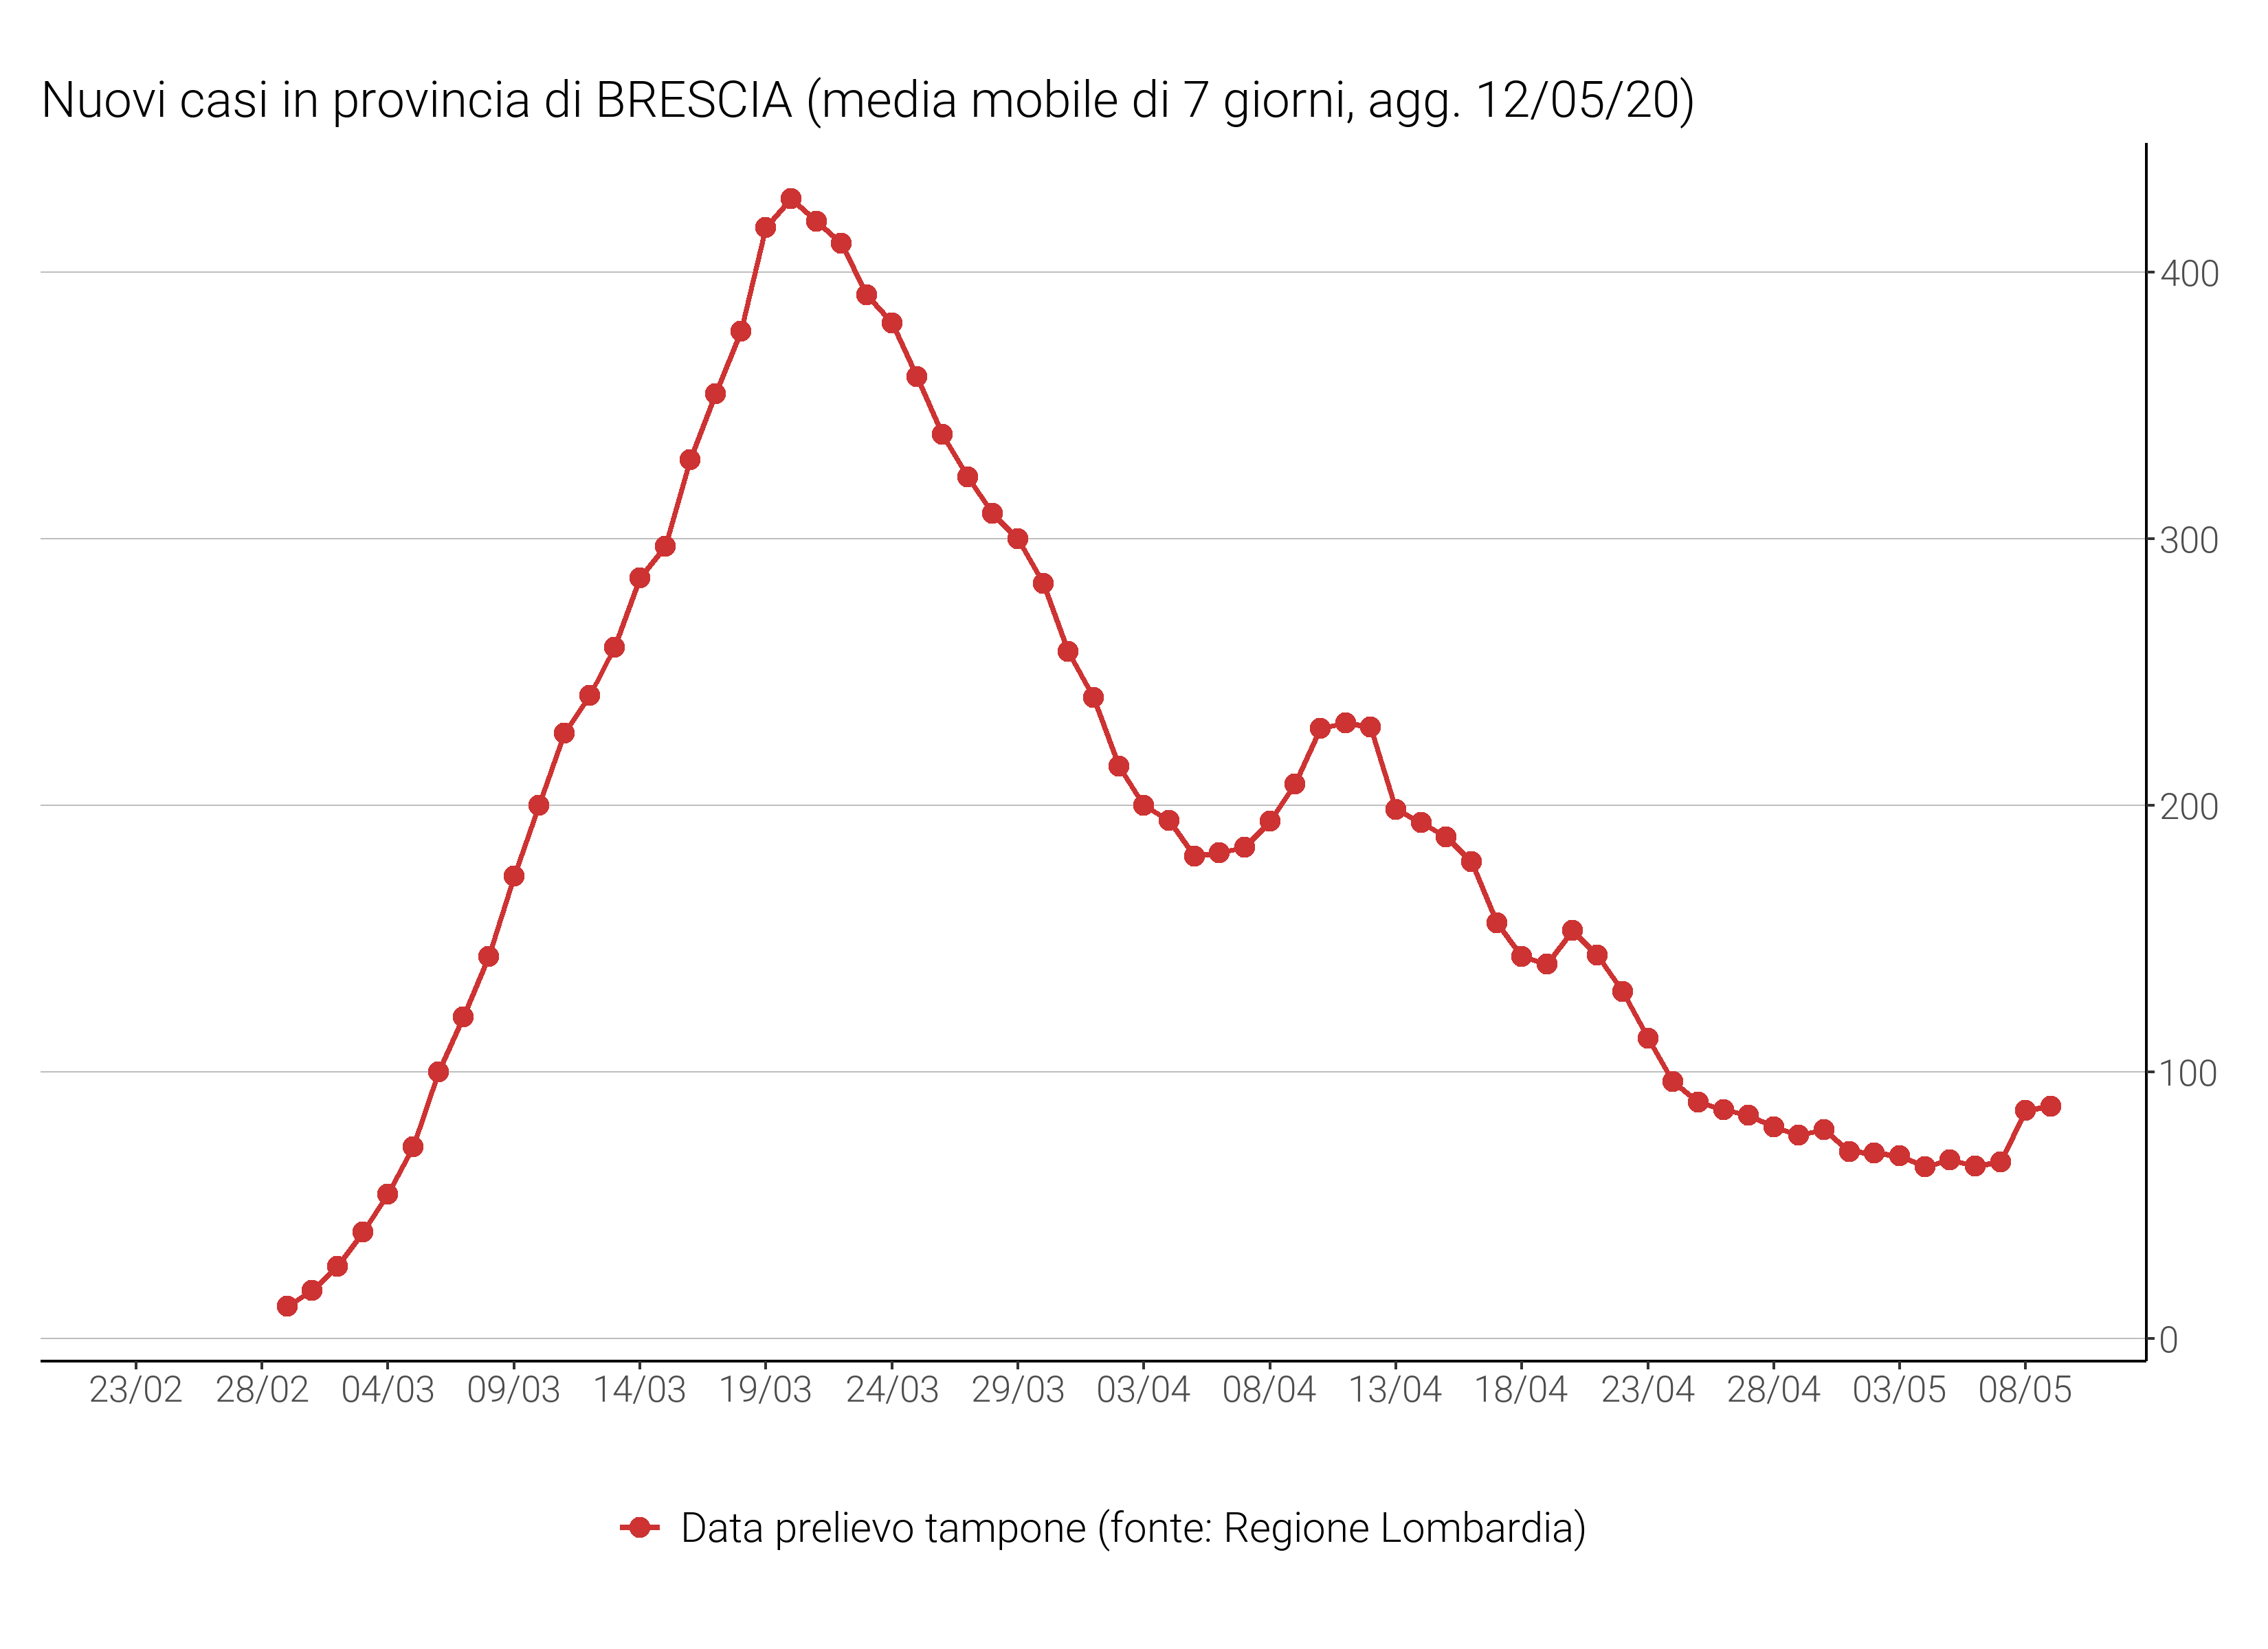 Nuovi casi in provincia di BRESCIA (media mobile di 7 giorni, agg. 12/05/20)
400
300
200
100
0
23/02 28/02 04/03 09/03 14/03 19/03 24/03 29/03 03/04 08/04 13/04 18/04 23/04 28/04 03/05 08/05
Data prelievo tampone (fonte: Regione Lombardia)